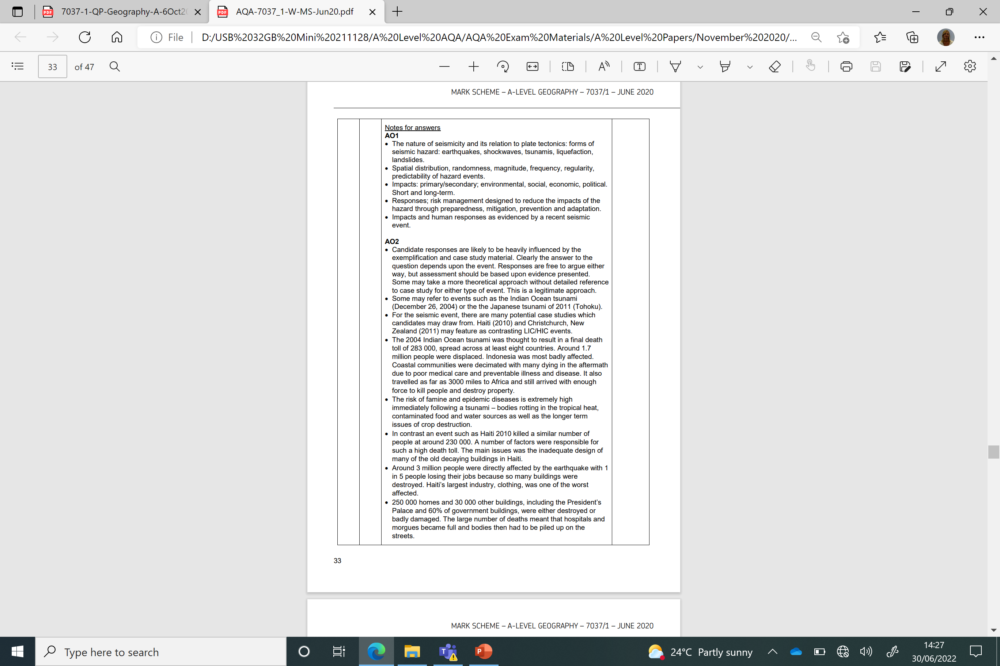 7037-1-QP-Geography-A-6Oct20
AQA-7037_1-W-MS-Jun20.pdf
File
D:/USB%2032GB%20Mini%20211128/A%20Level%20AQA/AQA%20Exam%20Materials/A%20Level%20Papers/November%202020/...
33
of 47
MARK SCHEME – A-LEVEL GEOGRAPHY – 7037/1 – JUNE 2020
Notes for answers
AO1
• The nature of seismicity and its relation to plate tectonics: forms of
seismic hazard: earthquakes, shockwaves, tsunamis, liquefaction,
landslides.
• Spatial distribution, randomness, magnitude, frequency, regularity,
predictability of hazard events.
• Impacts: primary/secondary; environmental, social, economic, political.
Short and long-term.
• Responses; risk management designed to reduce the impacts of the
hazard through preparedness, mitigation, prevention and adaptation.
• Impacts and human responses as evidenced by a recent seismic
event.
AO2
• Candidate responses are likely to be heavily influenced by the
exemplification and case study material. Clearly the answer to the
question depends upon the event. Responses are free to argue either
way, but assessment should be based upon evidence presented.
Some may take a more theoretical approach without detailed reference
to case study for either type of event. This is a legitimate approach.
• Some may refer to events such as the Indian Ocean tsunami
(December 26, 2004) or the the Japanese tsunami of 2011 (Tohoku).
• For the seismic event, there are many potential case studies which
candidates may draw from. Haiti (2010) and Christchurch, New
Zealand (2011) may feature as contrasting LIC/HIC events.
• The 2004 Indian Ocean tsunami was thought to result in a final death
toll of 283 000, spread across at least eight countries. Around 1.7
million people were displaced. Indonesia was most badly affected.
Coastal communities were decimated with many dying in the aftermath
due to poor medical care and preventable illness and disease. It also
travelled as far as 3000 miles to Africa and still arrived with enough
force to kill people and destroy property.
• The risk of famine and epidemic diseases is extremely high
immediately following a tsunami – bodies rotting in the tropical heat,
contaminated food and water sources as well as the longer term
issues of crop destruction.
• In contrast an event such as Haiti 2010 killed a similar number of
people at around 230 000. A number of factors were responsible for
such a high death toll. The main issues was the inadequate design of
many of the old decaying buildings in Haiti.
• Around 3 million people were directly affected by the earthquake with 1
in 5 people losing their jobs because so many buildings were
destroyed. Haiti's largest industry, clothing, was one of the worst
affected.
• 250 000 homes and 30 000 other buildings, including the President's
Palace and 60% of government buildings, were either destroyed or
badly damaged. The large number of deaths meant that hospitals and
morgues became full and bodies then had to be piled up on the
streets.
33
MARK SCHEME – A-LEVEL GEOGRAPHY – 7037/1 – JUNE 2020
Type here to search
24°C Partly sunny
14:27
30/06/2022